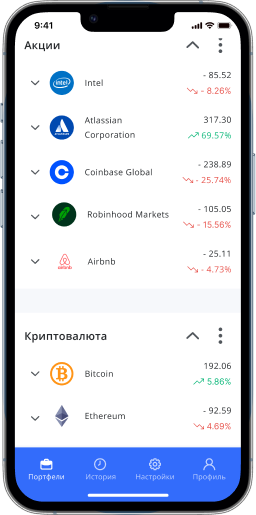 9:41
Акции
intel Intel
- 85.52
- 8.26%
Atlassian
Corporation
317.30
69.57%
Coinbase Global
- 238.89
- 25.74%
Robinhood Markets
- 105.05
- 15.56%
airbnb Airbnb
- 25.11
- 4.73%
Криптовалюта
Bitcoin
192.06
5.86%
Ethereum
- 92.59
4.69%
Портфели История Настройки Профиль